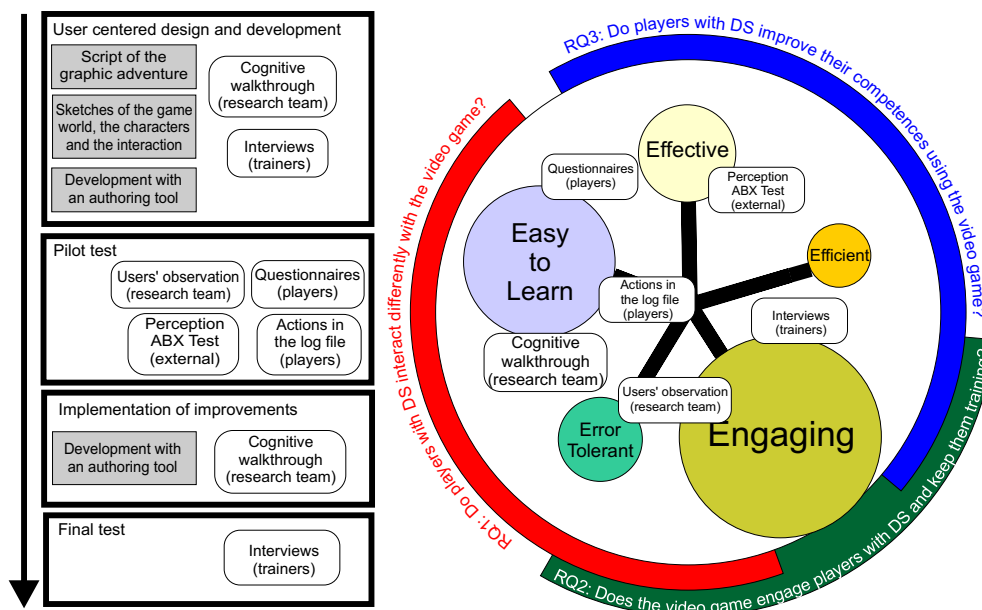 User centered design and development
Script of the
graphic adventure
Cognitive
walkthrough
(research team)
Sketches of the game
world, the characters
and the interaction
Interviews
(trainers)
Development with
an authoring tool
Pilot test
Users' observation
(research team)
Questionnaires
(players)
Perception
ABX Test
(external)
Actions in
the log file
(players)
Implementation of improvements
Development with
an authoring tool
Cognitive
walkthrough
(research team)
Final test
Interviews
(trainers)
RQ1: Do players with DS interact differently with the video game?
RQ3: Do players with DS improve their competences using the video game?
RQ2: Does the video game engage players with DS and keep them training?
Effective
Questionnaires
(players)
Perception
ABX Test
(external)
Easy
to
Learn
Efficient
Actions in
the log file
(players)
Interviews
(trainers)
Cognitive
walkthrough
(research team)
Users' observation
(research team)
Error
Tolerant
Engaging